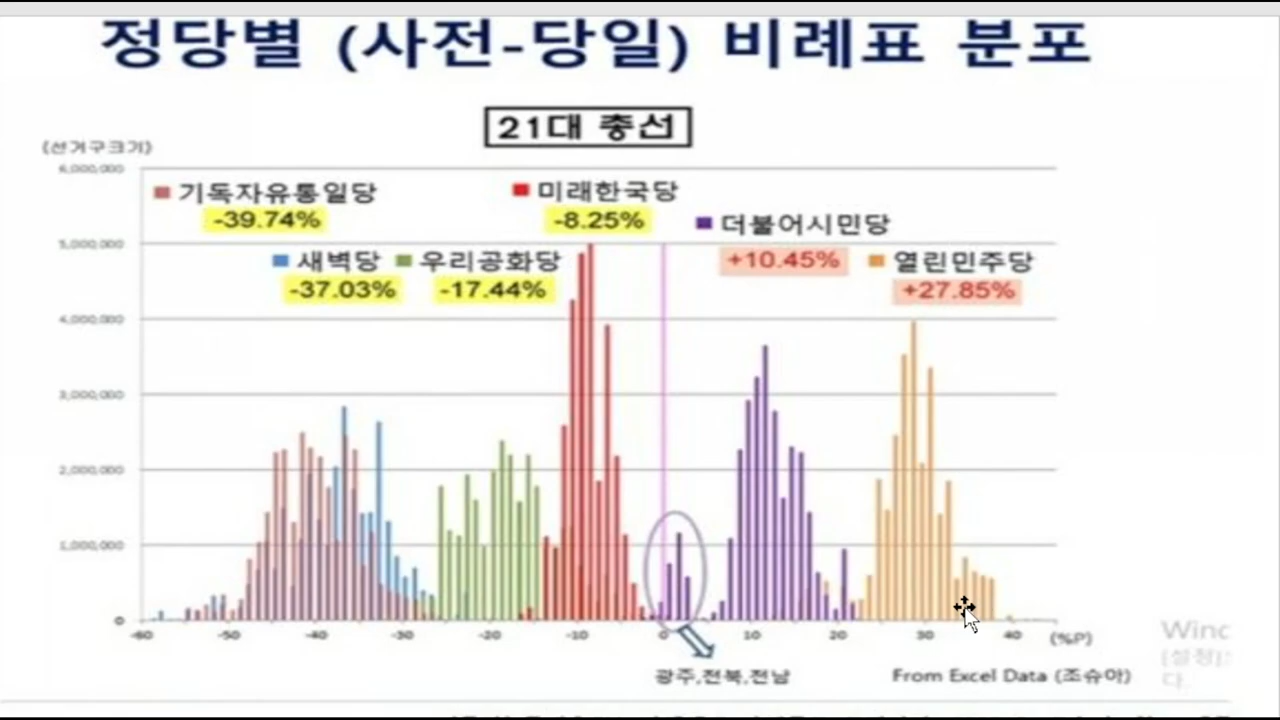 정당별 (사전-당일) 비례표 분포
21대 총선
(선거구크기)
6,000,000
기독자유통일당
-39.74%
미래한국당
-8.25%
더불어시민당
+10.45%
5,000,000
새벽당
-37.03%
우리공화당
-17.44%
열린민주당
+27.85%
4,000,000
3,000,000
2,000,000
1,000,000
0
-60 -50 -40 -30 -20 -10 0 10 20 30 40 (%P)
광주,전북,전남
From Excel Data (조슈아)
Winc
[설정]
다.